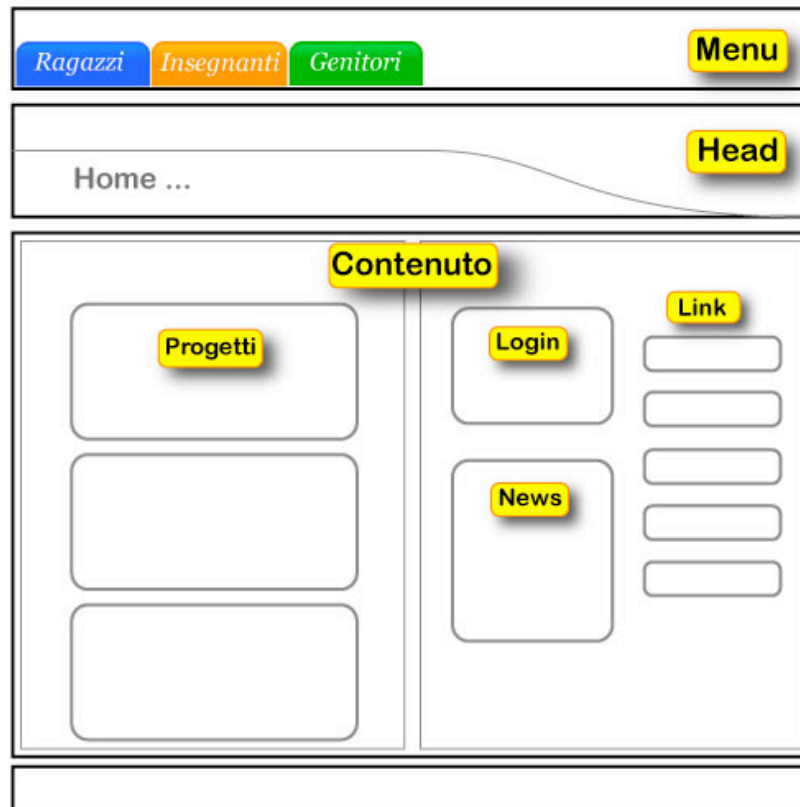 Ragazzi Insegnanti Genitori
Menu
Head
Home ...
Contenuto
Progetti
Login
Link
News